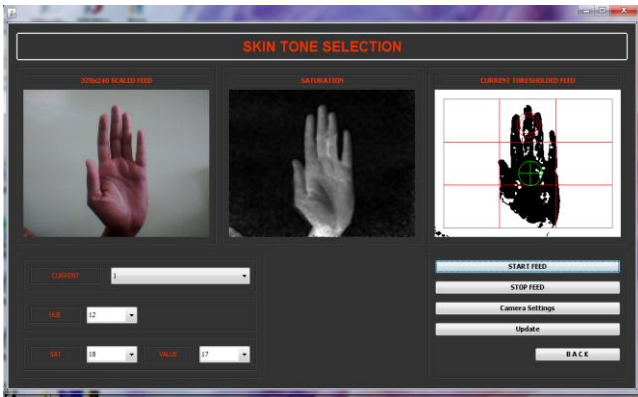 SKIN TONE SELECTION
320x240 SCALED FEED
SATURATION
CURRENT THRESHOLDED FEED
CURRENT
1
START FEED
STOP FEED
HUE
12
Camera Settings
Update
SAT
18
VALUE
17
BACK